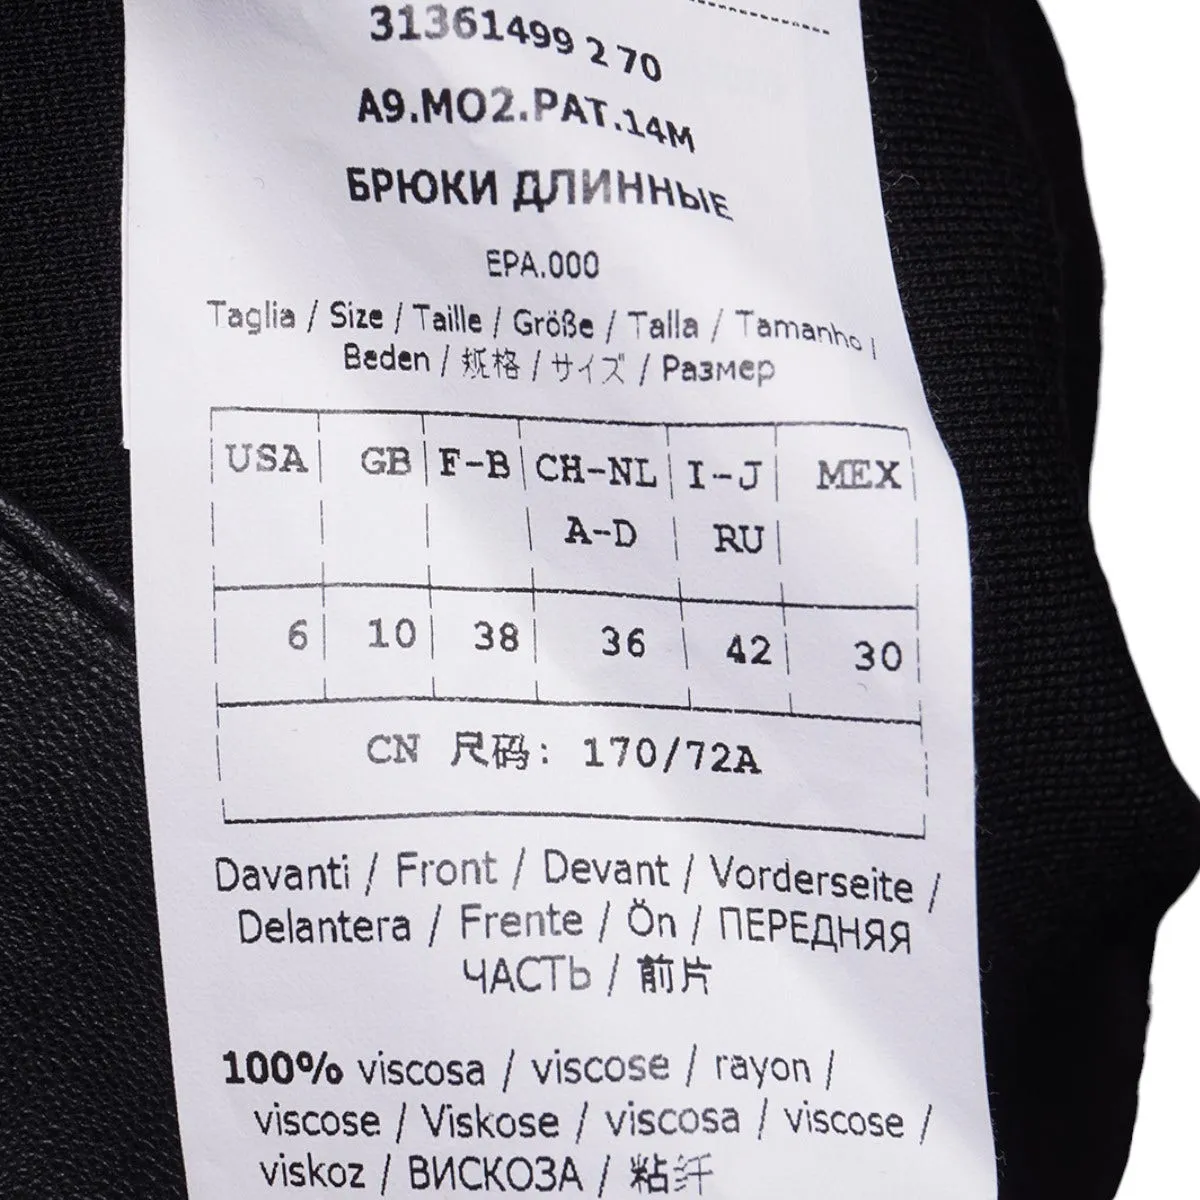 31361499 2 70
A9.MO2.PAT.14M
БРЮКИ ДЛИННЫЕ
EPA.000
Taglia / Size / Taille / Größe / Talla / Tamanho /
Beden / 规格 / サイズ / Размер
USA GB F-B CH-NL I-J MEX
A-D RU
6 10 38 36 42 30
CN 尺码: 170/72A
Davanti / Front / Devant / Vorderseite /
Delantera / Frente / Ön / ПЕРЕДНЯЯ
ЧАСТЬ / 前片
100% viscosa / viscose / rayon /
viscose / Viskose / viscosa / viscose /
viskoz / ВИСКОЗА / 粘纤